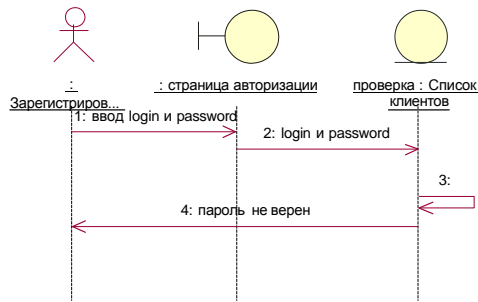 :
Зарегистриров...
: страница авторизации
проверка : Список
клиентов
1: ввод login и password
2: login и password
3:
4: пароль не верен